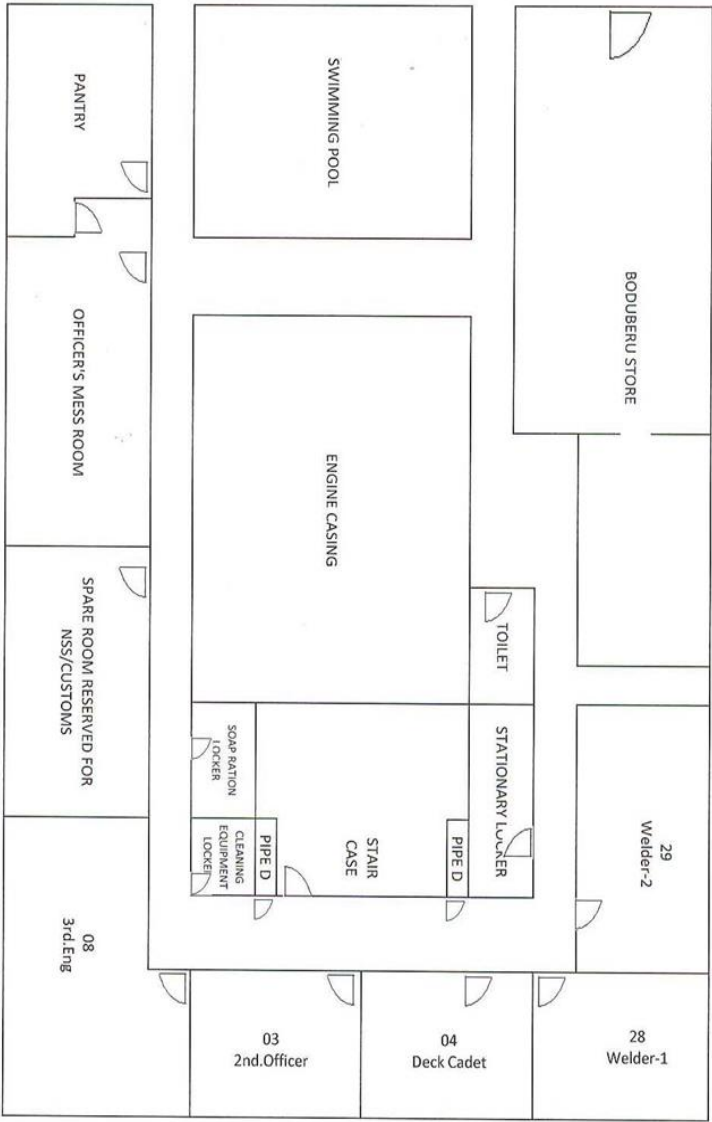 PANTRY
SWIMMING POOL
BODUBERU STORE
OFFICER'S MESS ROOM
ENGINE CASING
TOILET
SPARE ROOM RESERVED FOR
NSS/CUSTOMS
SOAP RATION
LOCKER
STATIONARY LOCKER
CLEANING
EQUIPMENT
LOCKER
PIPE D
STAIR
CASE
PIPE D
29
Welder-2
08
3rd.Eng
03
2nd.Officer
04
Deck Cadet
28
Welder-1